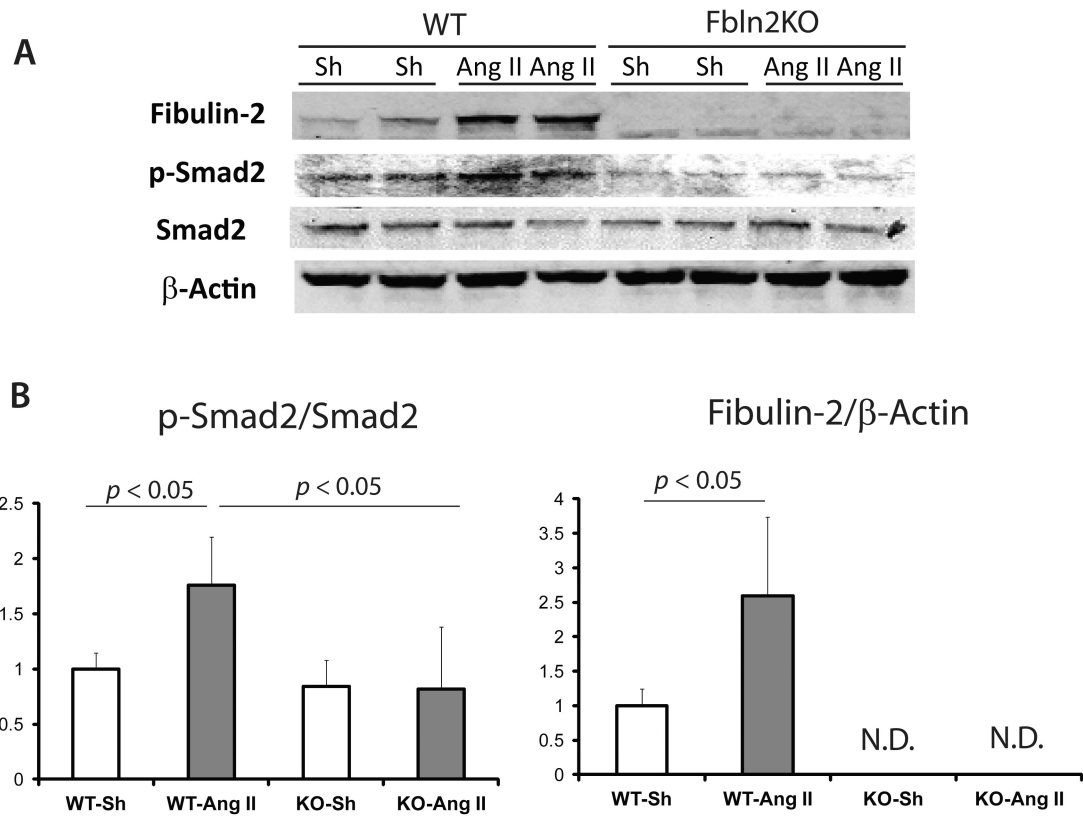 A
WT Fbln2KO
Sh Sh Ang II Ang II Sh Sh Ang II Ang II
Fibulin-2
p-Smad2
Smad2
β-Actin
B
p-Smad2/Smad2
p < 0.05 p < 0.05
2.5
2
1.5
1
0.5
0
WT-Sh WT-Ang II KO-Sh KO-Ang II
Fibulin-2/β-Actin
p < 0.05
4
3.5
3
2.5
2
1.5
1
0.5
0
N.D. N.D.
WT-Sh WT-Ang II KO-Sh KO-Ang II